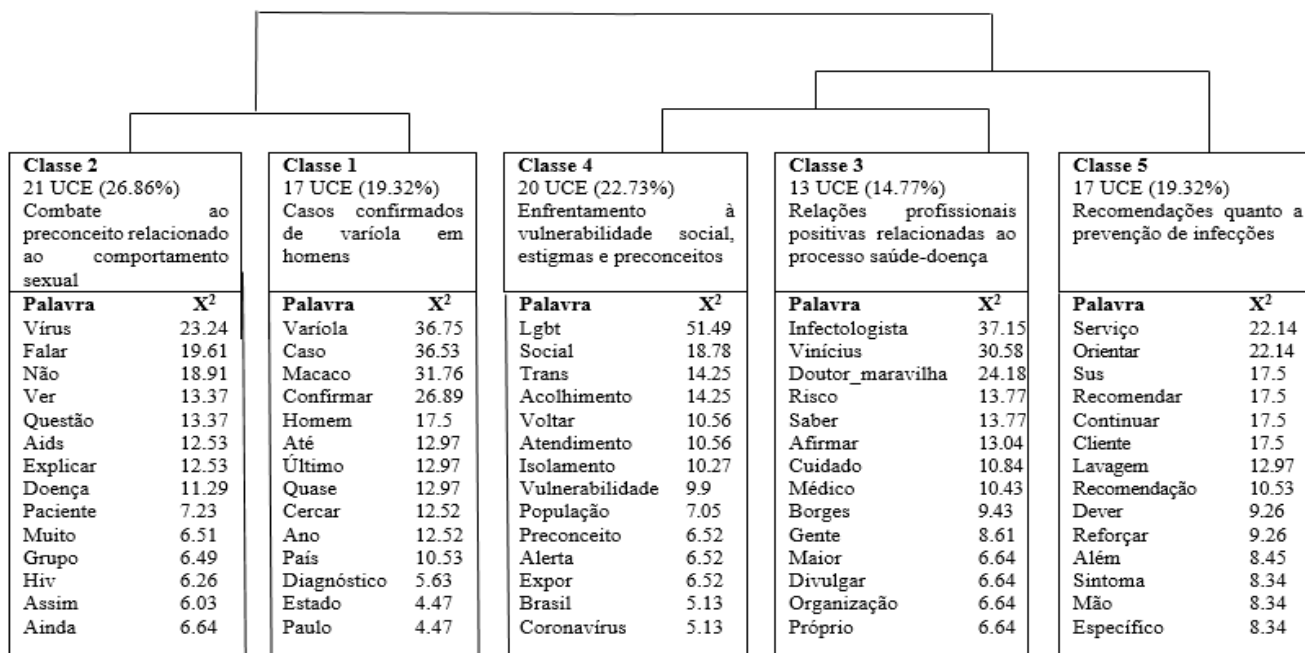 Classe 2
21 UCE (26.86%)
Combate ao
preconceito relacionado
ao comportamento
sexual
Palavra X²
Vírus 23.24
Falar 19.61
Não 18.91
Ver 13.37
Questão 13.37
Aids 12.53
Explicar 12.53
Doença 11.29
Paciente 7.23
Muito 6.51
Grupo 6.49
Hiv 6.26
Assim 6.03
Ainda 6.64
Classe 1
17 UCE (19.32%)
Casos confirmados
de varíola em
homens
Palavra X²
Varíola 36.75
Caso 36.53
Macaco 31.76
Confirmar 26.89
Homem 17.5
Até 12.97
Último 12.97
Quase 12.97
Cercar 12.52
Ano 12.52
País 10.53
Diagnóstico 5.63
Estado 4.47
Paulo 4.47
Classe 4
20 UCE (22.73%)
Enfrentamento à
vulnerabilidade social,
estigmas e preconceitos
Palavra X²
Lgbt 51.49
Social 18.78
Trans 14.25
Acolhimento 14.25
Voltar 10.56
Atendimento 10.56
Isolamento 10.27
Vulnerabilidade 9.9
População 7.05
Preconceito 6.52
Alerta 6.52
Expor 6.52
Brasil 5.13
Coronavírus 5.13
Classe 3
13 UCE (14.77%)
Relações profissionais
positivas relacionadas ao
processo saúde-doença
Palavra X²
Infectologista 37.15
Vinícius 30.58
Doutor_maravilha 24.18
Risco 13.77
Saber 13.77
Afirmar 13.04
Cuidado 10.84
Médico 10.43
Borges 9.43
Gente 8.61
Maior 6.64
Divulgar 6.64
Organização 6.64
Próprio 6.64
Classe 5
17 UCE (19.32%)
Recomendações quanto a
prevenção de infecções
Palavra X²
Serviço 22.14
Orientar 22.14
Sus 17.5
Recomendar 17.5
Continuar 17.5
Cliente 17.5
Lavagem 12.97
Recomendação 10.53
Dever 9.26
Reforçar 9.26
Além 8.45
Sintoma 8.34
Mão 8.34
Específico 8.34